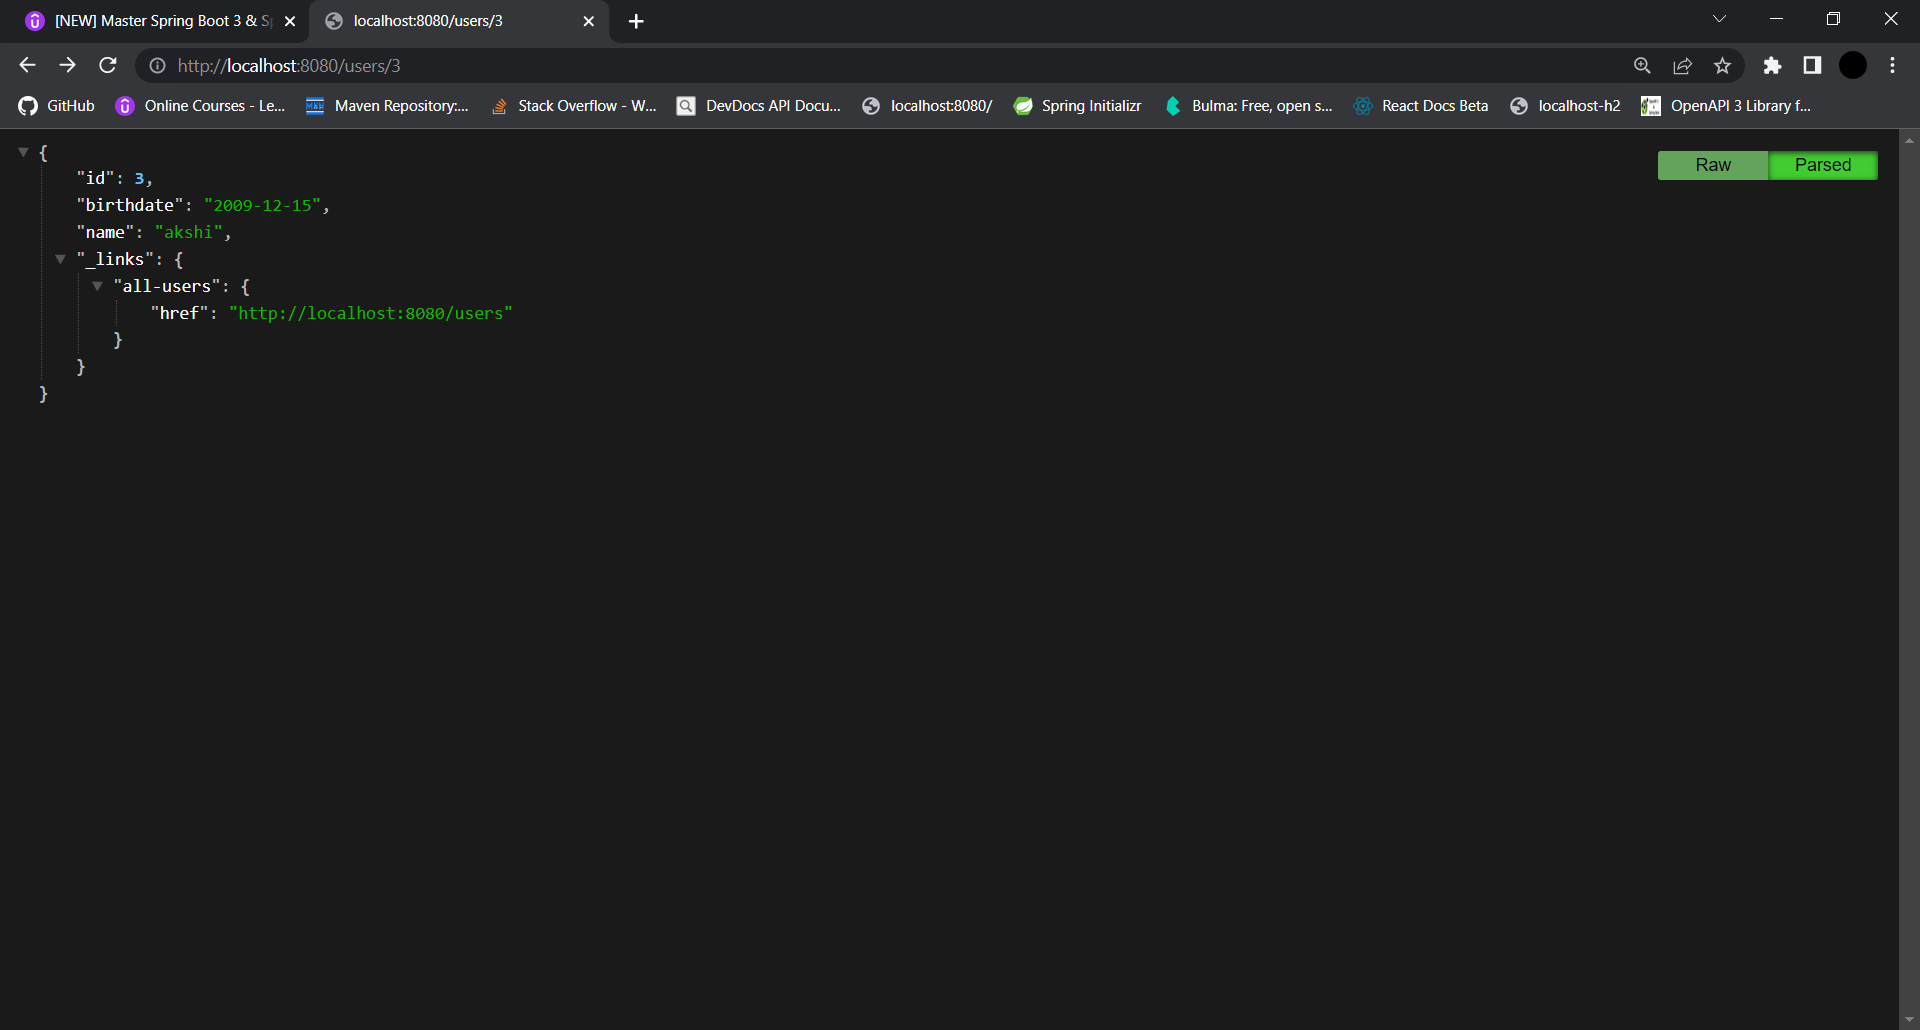 [NEW] Master Spring Boot 3 & Sp
localhost:8080/users/3
http://localhost:8080/users/3
GitHub
Online Courses - Le...
Maven Repository:...
Stack Overflow - W...
DevDocs API Docu...
localhost:8080/
Spring Initializr
Bulma: Free, open s...
React Docs Beta
localhost-h2
OpenAPI 3 Library f...
Raw
Parsed
{
"id": 3,
"birthdate": "2009-12-15",
"name": "akshi",
"_links": {
"all-users": {
"href": "http://localhost:8080/users"
}
}
}